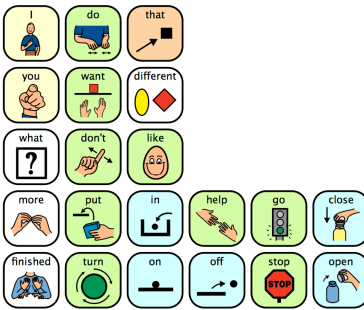 I do that
you want different
what don't like
more put in help go close
finished turn on off stop open
STOP